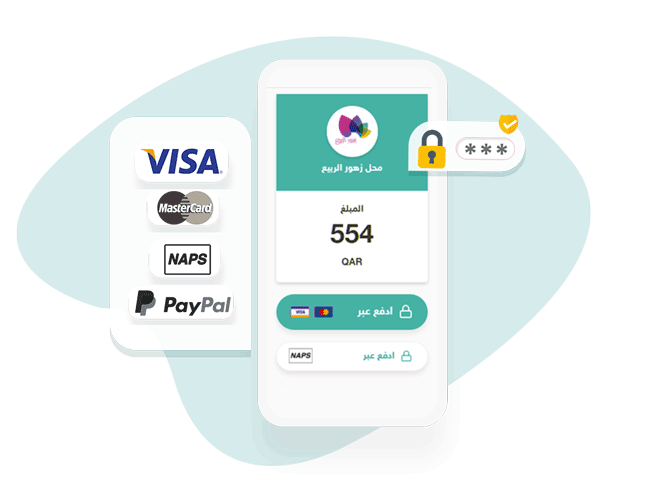 VISA
MasterCard
NAPS
PayPal
محل زهور الربيع
المبلغ
554
QAR
ادفع عبر
VISA
ادفع عبر
NAPS
***